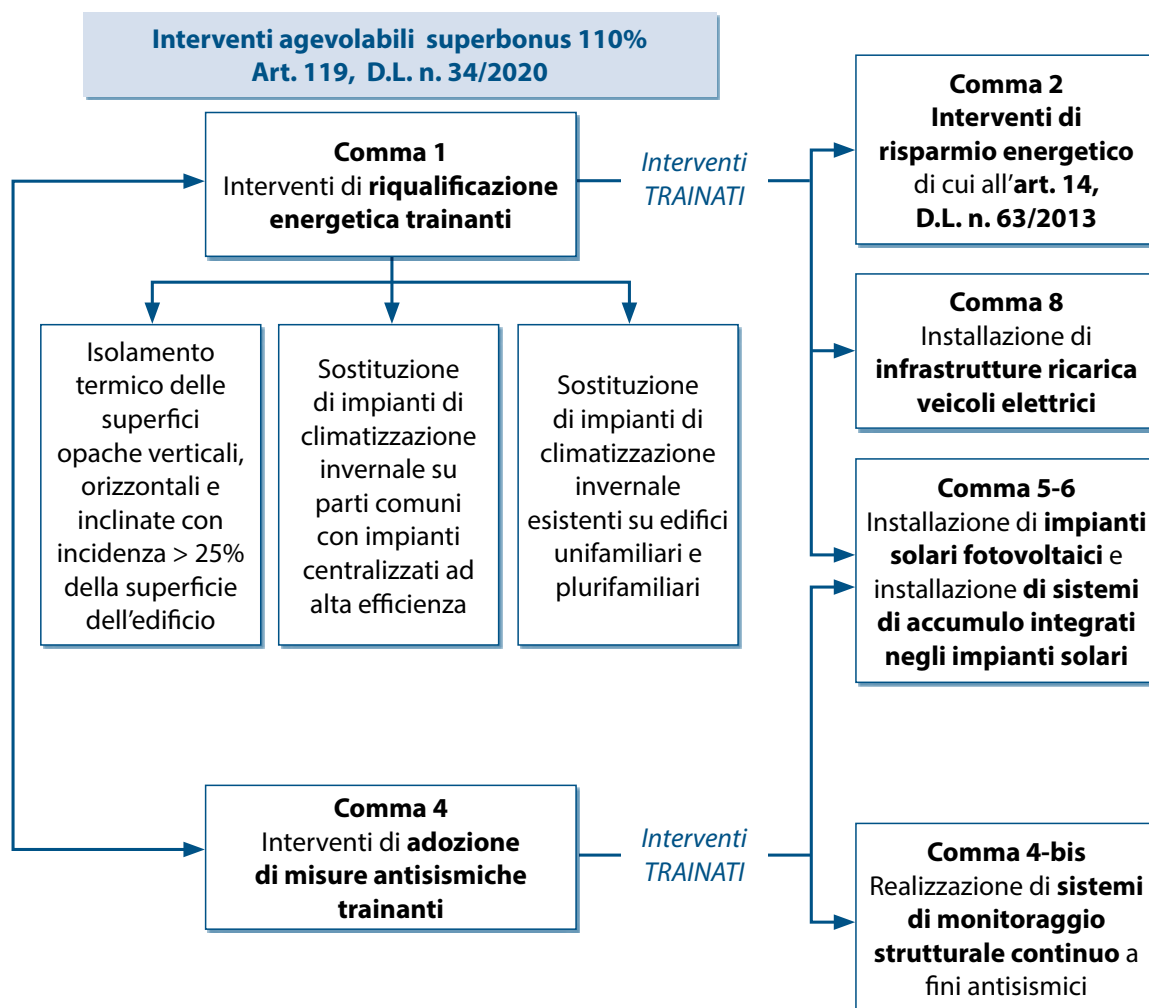 Interventi agevolabili superbonus 110%
Art. 119, D.L. n. 34/2020
Comma 1
Interventi di riqualificazione
energetica trainanti
Interventi
TRAINATI
Comma 2
Interventi di
risparmio energetico
di cui all’art. 14,
D.L. n. 63/2013
Comma 8
Installazione di
infrastrutture ricarica
veicoli elettrici
Isolamento
termico delle
superfici
opache verticali,
orizzontali e
inclinate con
incidenza > 25%
della superficie
dell’edificio
Sostituzione
di impianti di
climatizzazione
invernale su
parti comuni
con impianti
centralizzati ad
alta efficienza
Sostituzione
di impianti di
climatizzazione
invernale
esistenti su edifici
unifamiliari e
plurifamiliari
Comma 5-6
Installazione di impianti
solari fotovoltaici e
installazione di sistemi
di accumulo integrati
negli impianti solari
Comma 4
Interventi di adozione
di misure antisismiche
trainanti
Interventi
TRAINATI
Comma 4-bis
Realizzazione di sistemi
di monitoraggio
strutturale continuo a
fini antisismici